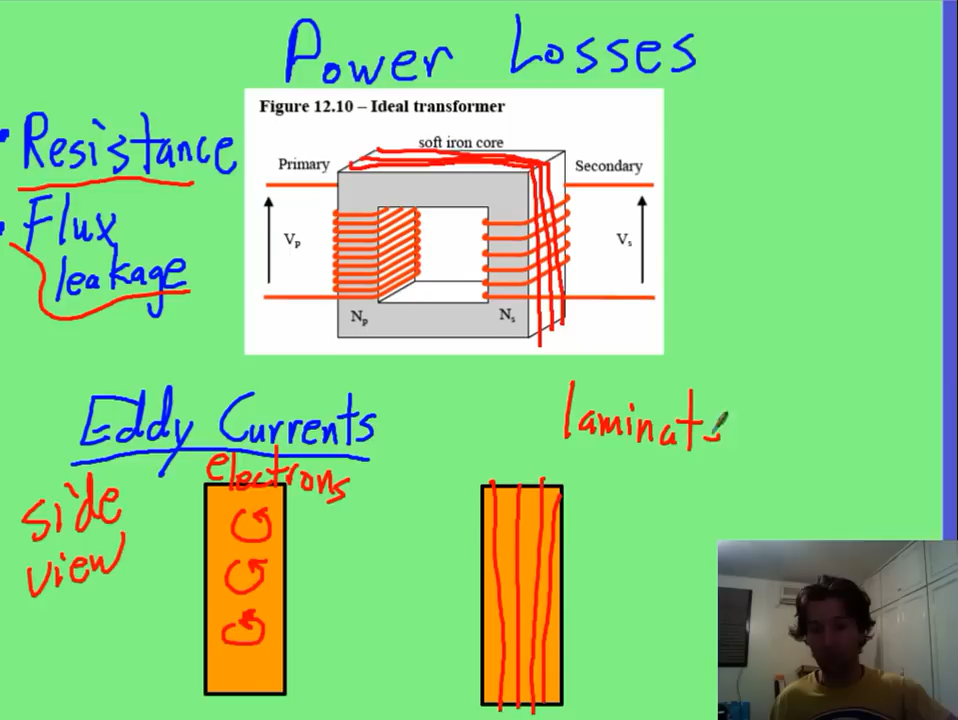 Power Losses
Figure 12.10 – Ideal transformer
soft iron core
Primary
Secondary
• Resistance
• Flux
leakage
Vp
Vs
Np
Ns
Eddy Currents
laminat
electrons
side
view